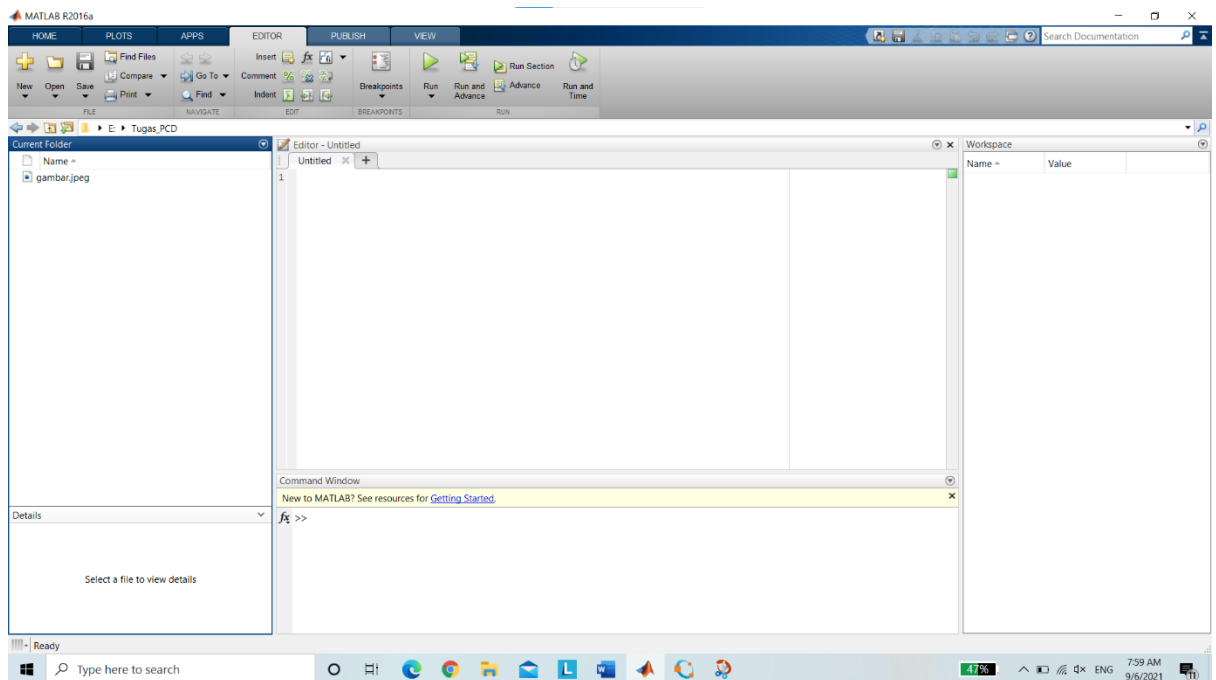 MATLAB R2016a
HOME PLOTS APPS EDITOR PUBLISH VIEW
Search Documentation
New Open Save Find Files Compare Print
Go To Find
Insert fx
Comment
Indent
Breakpoints Run Run and Advance Run Section Advance Run and Time
FILE NAVIGATE EDIT BREAKPOINTS RUN
E: Tugas_PCD
Current Folder
Name
gambar.jpeg
Details
Select a file to view details
Editor - Untitled
Untitled
1
Command Window
New to MATLAB? See resources for Getting Started.
fx >>
Workspace
Name Value
Ready
Type here to search
L
W
47%
ENG
7:59 AM
9/6/2021